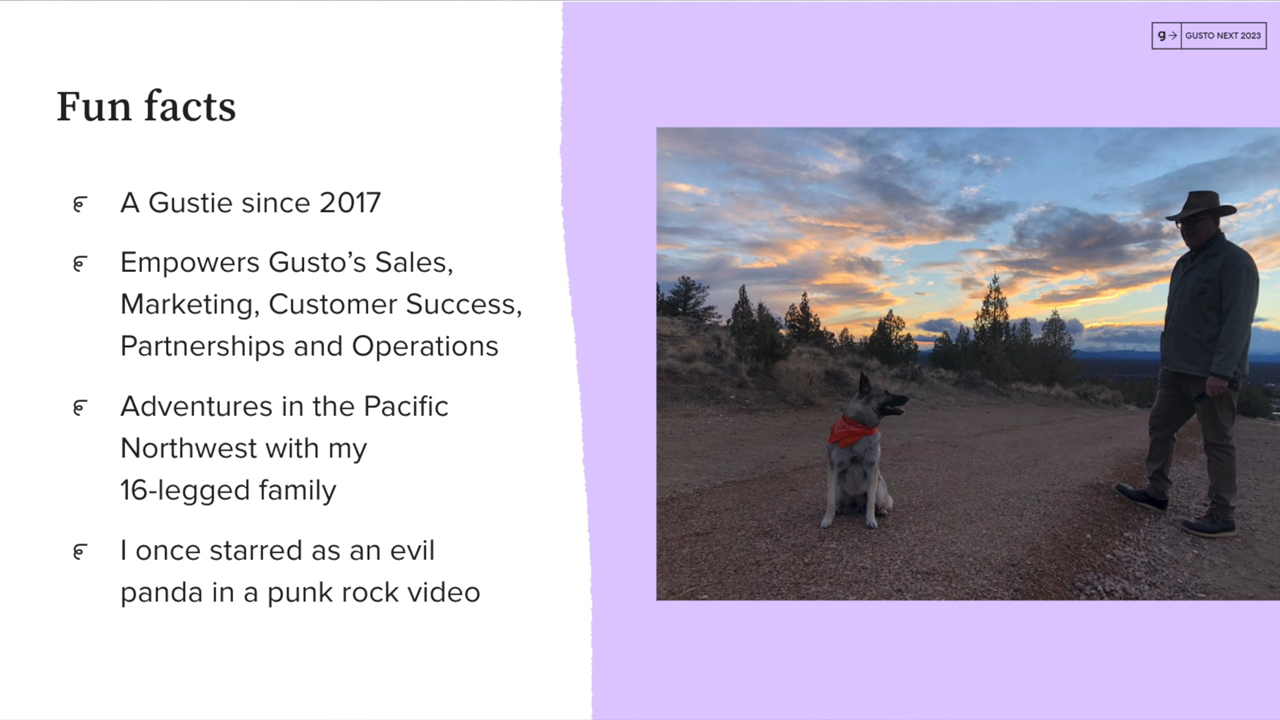 g→ GUSTO NEXT 2023
Fun facts
A Gustie since 2017
Empowers Gusto’s Sales,
Marketing, Customer Success,
Partnerships and Operations
Adventures in the Pacific
Northwest with my
16-legged family
I once starred as an evil
panda in a punk rock video